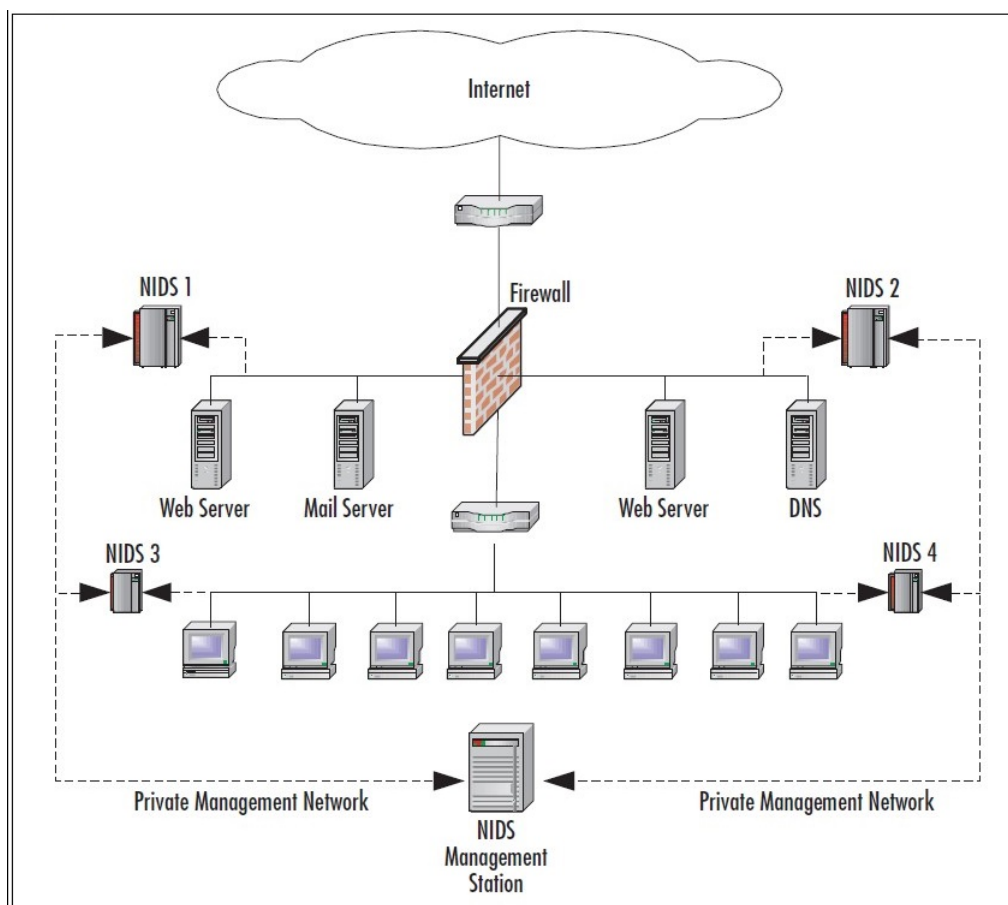 Internet
NIDS 1
Firewall
NIDS 2
Web Server
Mail Server
Web Server
DNS
NIDS 3
NIDS 4
Private Management Network
Private Management Network
NIDS
Management
Station